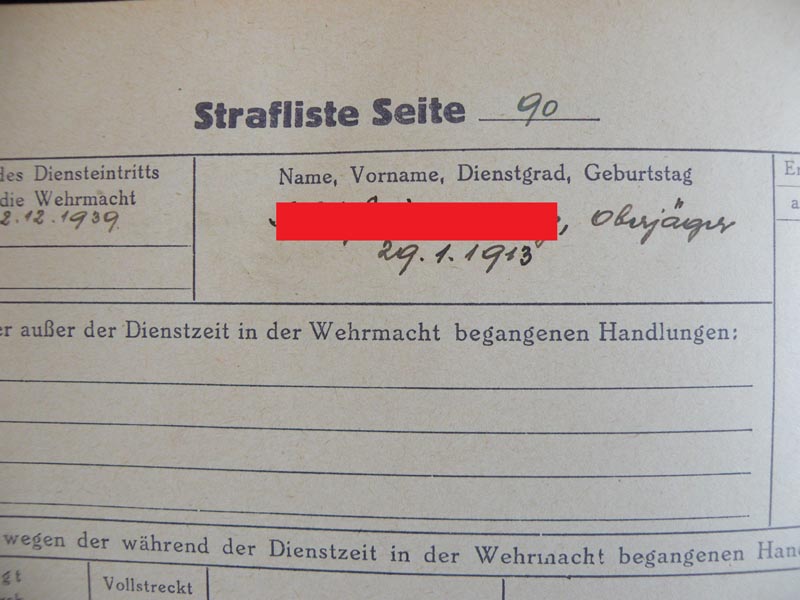 Strafliste Seite 90
des Diensteintritts
die Wehrmacht
2.12.1939
Name, Vorname, Dienstgrad, Geburtstag
, Oberjäger
29.1.1913
er außer der Dienstzeit in der Wehrmacht begangenen Handlungen:
wegen der während der Dienstzeit in der Wehrmacht begangenen Hand
Vollstreckt